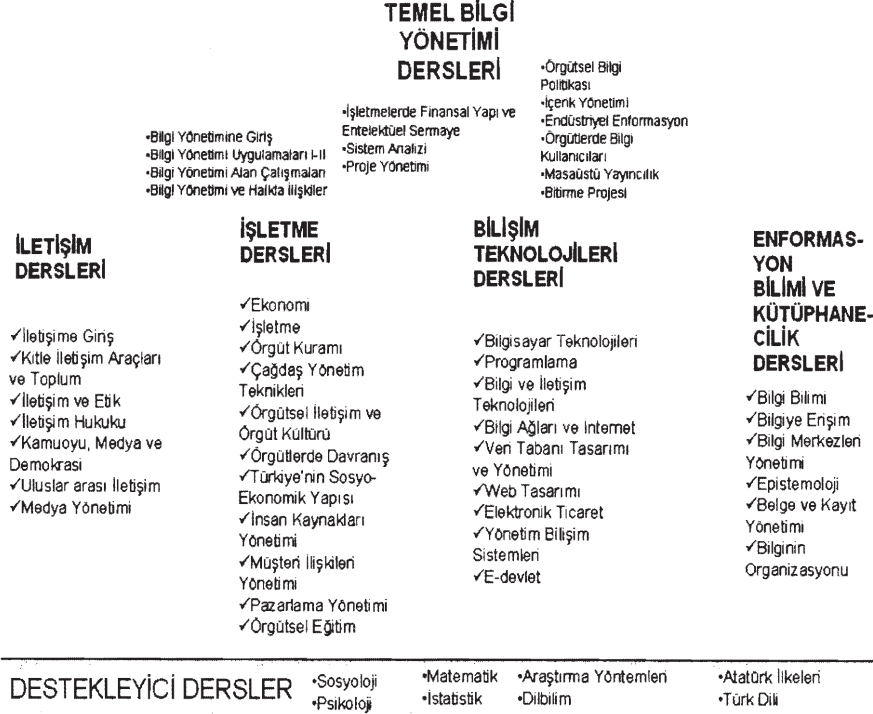 TEMEL BİLGİ
YÖNETİMİ
DERSLERİ
•Bilgi Yönetimine Giriş
•Bilgi Yönetimi Uygulamaları I-II
•Bilgi Yönetimi Alan Çalışmaları
•Bilgi Yönetimi ve Halkla İlişkiler
•İşletmelerde Finansal Yapı ve
Entelektüel Sermaye
•Sistem Analizi
•Proje Yönetimi
•Örgütsel Bilgi
Politikası
•İçerik Yönetimi
•Endüstriyel Enformasyon
•Örgütlerde Bilgi
Kullanıcıları
•Masaüstü Yayıncılık
•Bitirme Projesi
İLETİŞİM
DERSLERİ
✓İletişime Giriş
✓Kitle İletişim Araçları
ve Toplum
✓İletişim ve Etik
✓İletişim Hukuku
✓Kamuoyu, Medya ve
Demokrasi
✓Uluslar arası İletişim
✓Medya Yönetimi
İŞLETME
DERSLERİ
✓Ekonomi
✓İşletme
✓Örgüt Kuramı
✓Çağdaş Yönetim
Teknikleri
✓Örgütsel İletişim ve
Örgüt Kültürü
✓Örgütlerde Davranış
✓Türkiye'nin Sosyo-
Ekonomik Yapısı
✓İnsan Kaynakları
Yönetimi
✓Müşteri İlişkileri
Yönetimi
✓Pazarlama Yönetimi
✓Örgütsel Eğitim
BİLİŞİM
TEKNOLOJİLERİ
DERSLERİ
✓Bilgisayar Teknolojileri
✓Programlama
✓Bilgi ve İletişim
Teknolojileri
✓Bilgi Ağları ve Internet
✓Veri Tabanı Tasarımı
ve Yönetimi
✓Web Tasarımı
✓Elektronik Ticaret
✓Yönetim Bilişim
Sistemleri
✓E-devlet
ENFORMAS-
YON
BİLİMİ VE
KÜTÜPHANE-
CİLİK
DERSLERİ
✓Bilgi Bilimi
✓Bilgiye Erişim
✓Bilgi Merkezleri
Yönetimi
✓Epistemoloji
✓Belge ve Kayıt
Yönetimi
✓Bilginin
Organizasyonu
DESTEKLEYİCİ DERSLER
•Sosyoloji
•Psikoloji
•Matematik
•İstatistik
•Araştırma Yöntemleri
•Dilbilim
•Atatürk İlkeleri
•Türk Dili